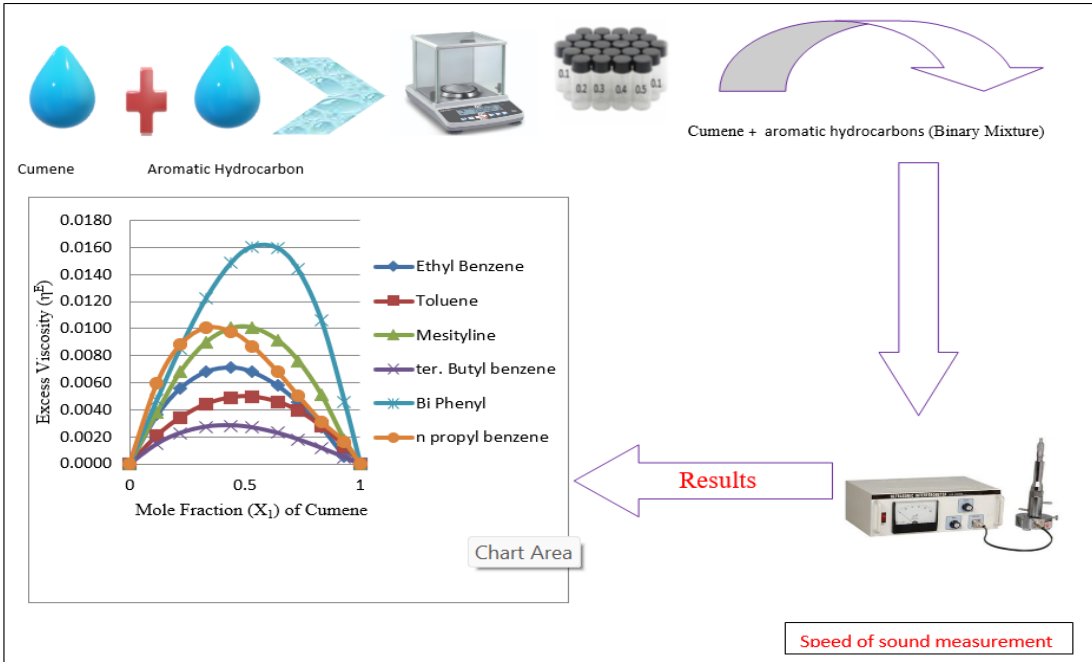 0.1
0.2 0.3 0.4 0.5
0.1
Cumene + aromatic hydrocarbons (Binary Mixture)
Cumene
Aromatic Hydrocarbon
0.0180
0.0160
0.0140
0.0120
0.0100
0.0080
0.0060
0.0040
0.0020
0.0000
Excess Viscosity (ηᴱ)
0
0.5
1
Mole Fraction (X₁) of Cumene
Ethyl Benzene
Toluene
Mesityline
ter. Butyl benzene
Bi Phenyl
n propyl benzene
Chart Area
Results
ULTRASONIC INTERFEROMETER
Speed of sound measurement